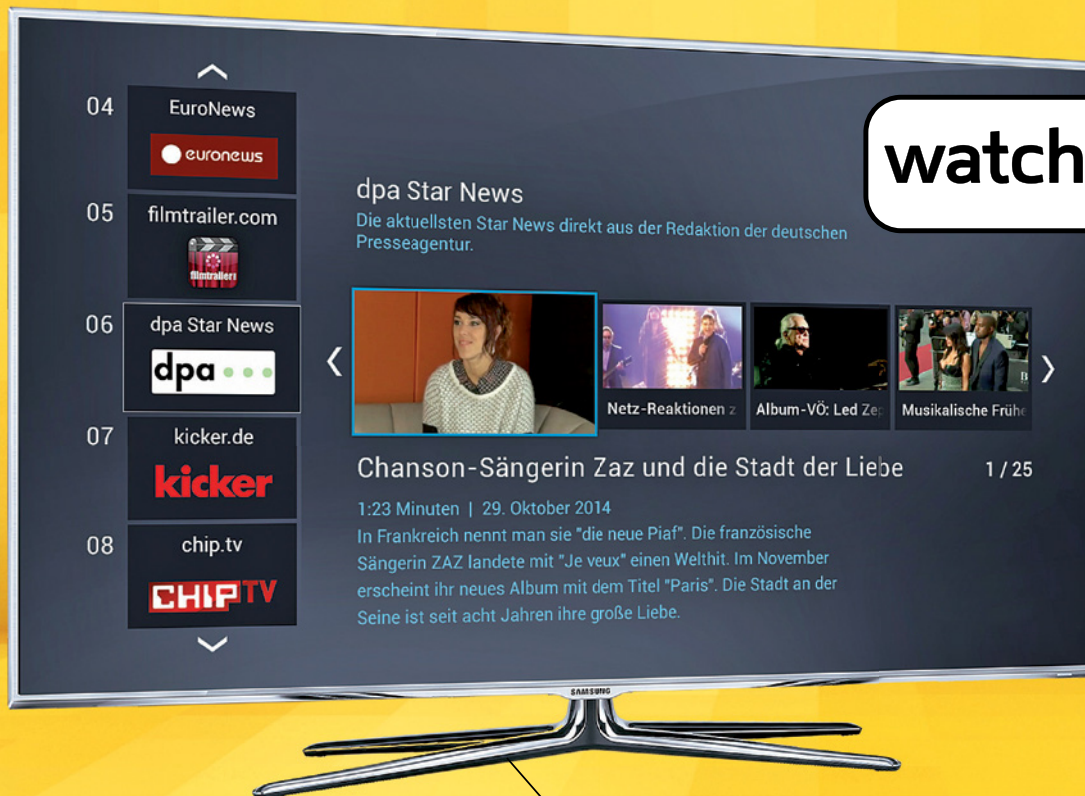 04
EuroNews
euronews
05
filmtrailer.com
filmtrailer
06
dpa Star News
dpa
07
kicker.de
kicker
08
chip.tv
CHIP TV
watch
dpa Star News
Die aktuellsten Star News direkt aus der Redaktion der deutschen
Presseagentur.
Netz-Reaktionen z
Album-VÖ: Led Zep
Musikalische Frühe
Chanson-Sängerin Zaz und die Stadt der Liebe
1 / 25
1:23 Minuten | 29. Oktober 2014
In Frankreich nennt man sie "die neue Piaf". Die französische
Sängerin ZAZ landete mit "Je veux" einen Welthit. Im November
erscheint ihr neues Album mit dem Titel "Paris". Die Stadt an der
Seine ist seit acht Jahren ihre große Liebe.
SAMSUNG